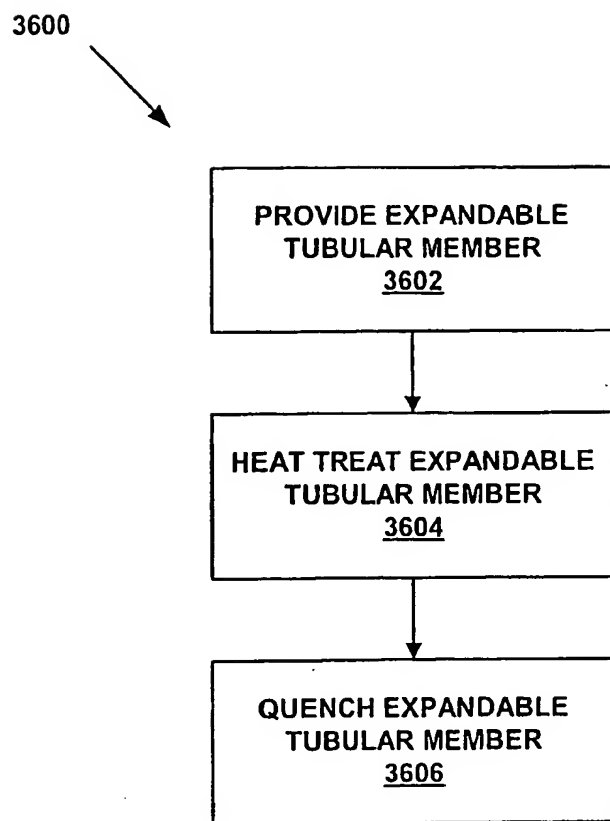 3600
PROVIDE EXPANDABLE
TUBULAR MEMBER
3602
HEAT TREAT EXPANDABLE
TUBULAR MEMBER
3604
QUENCH EXPANDABLE
TUBULAR MEMBER
3606